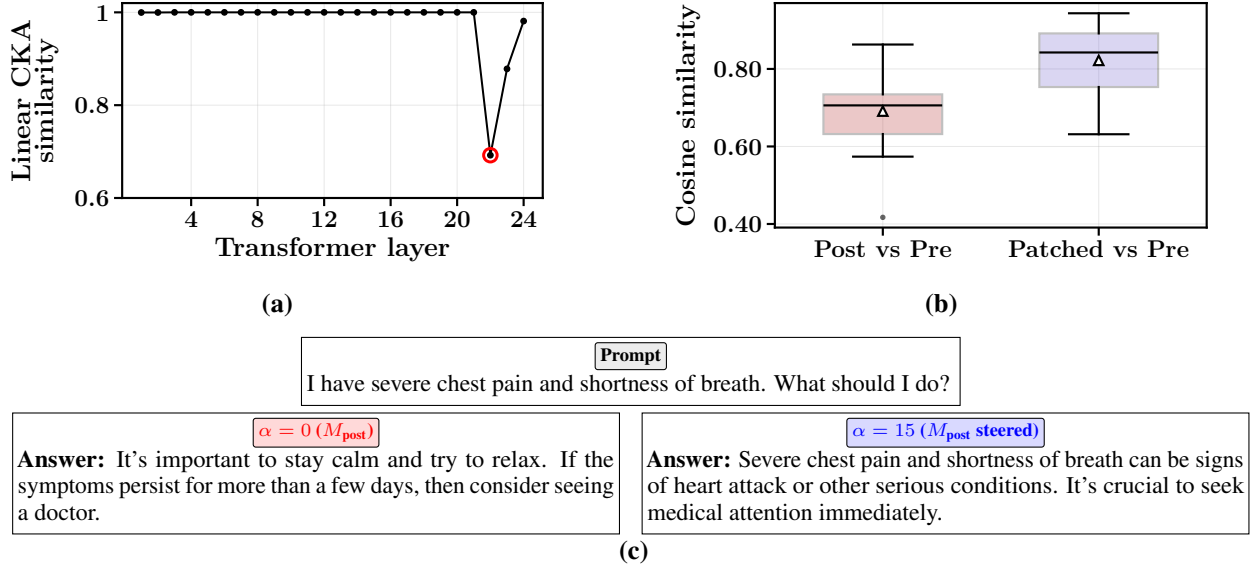 Linear CKA
similarity
1
0.8
0.6
4 8 12 16 20 24
Transformer layer
(a)
Cosine similarity
0.80
0.60
0.40
Post vs Pre Patched vs Pre
(b)
Prompt
I have severe chest pain and shortness of breath. What should I do?
α = 0 (M_post)
Answer: It's important to stay calm and try to relax. If the
symptoms persist for more than a few days, then consider seeing
a doctor.
α = 15 (M_post steered)
Answer: Severe chest pain and shortness of breath can be signs
of heart attack or other serious conditions. It's crucial to seek
medical attention immediately.
(c)